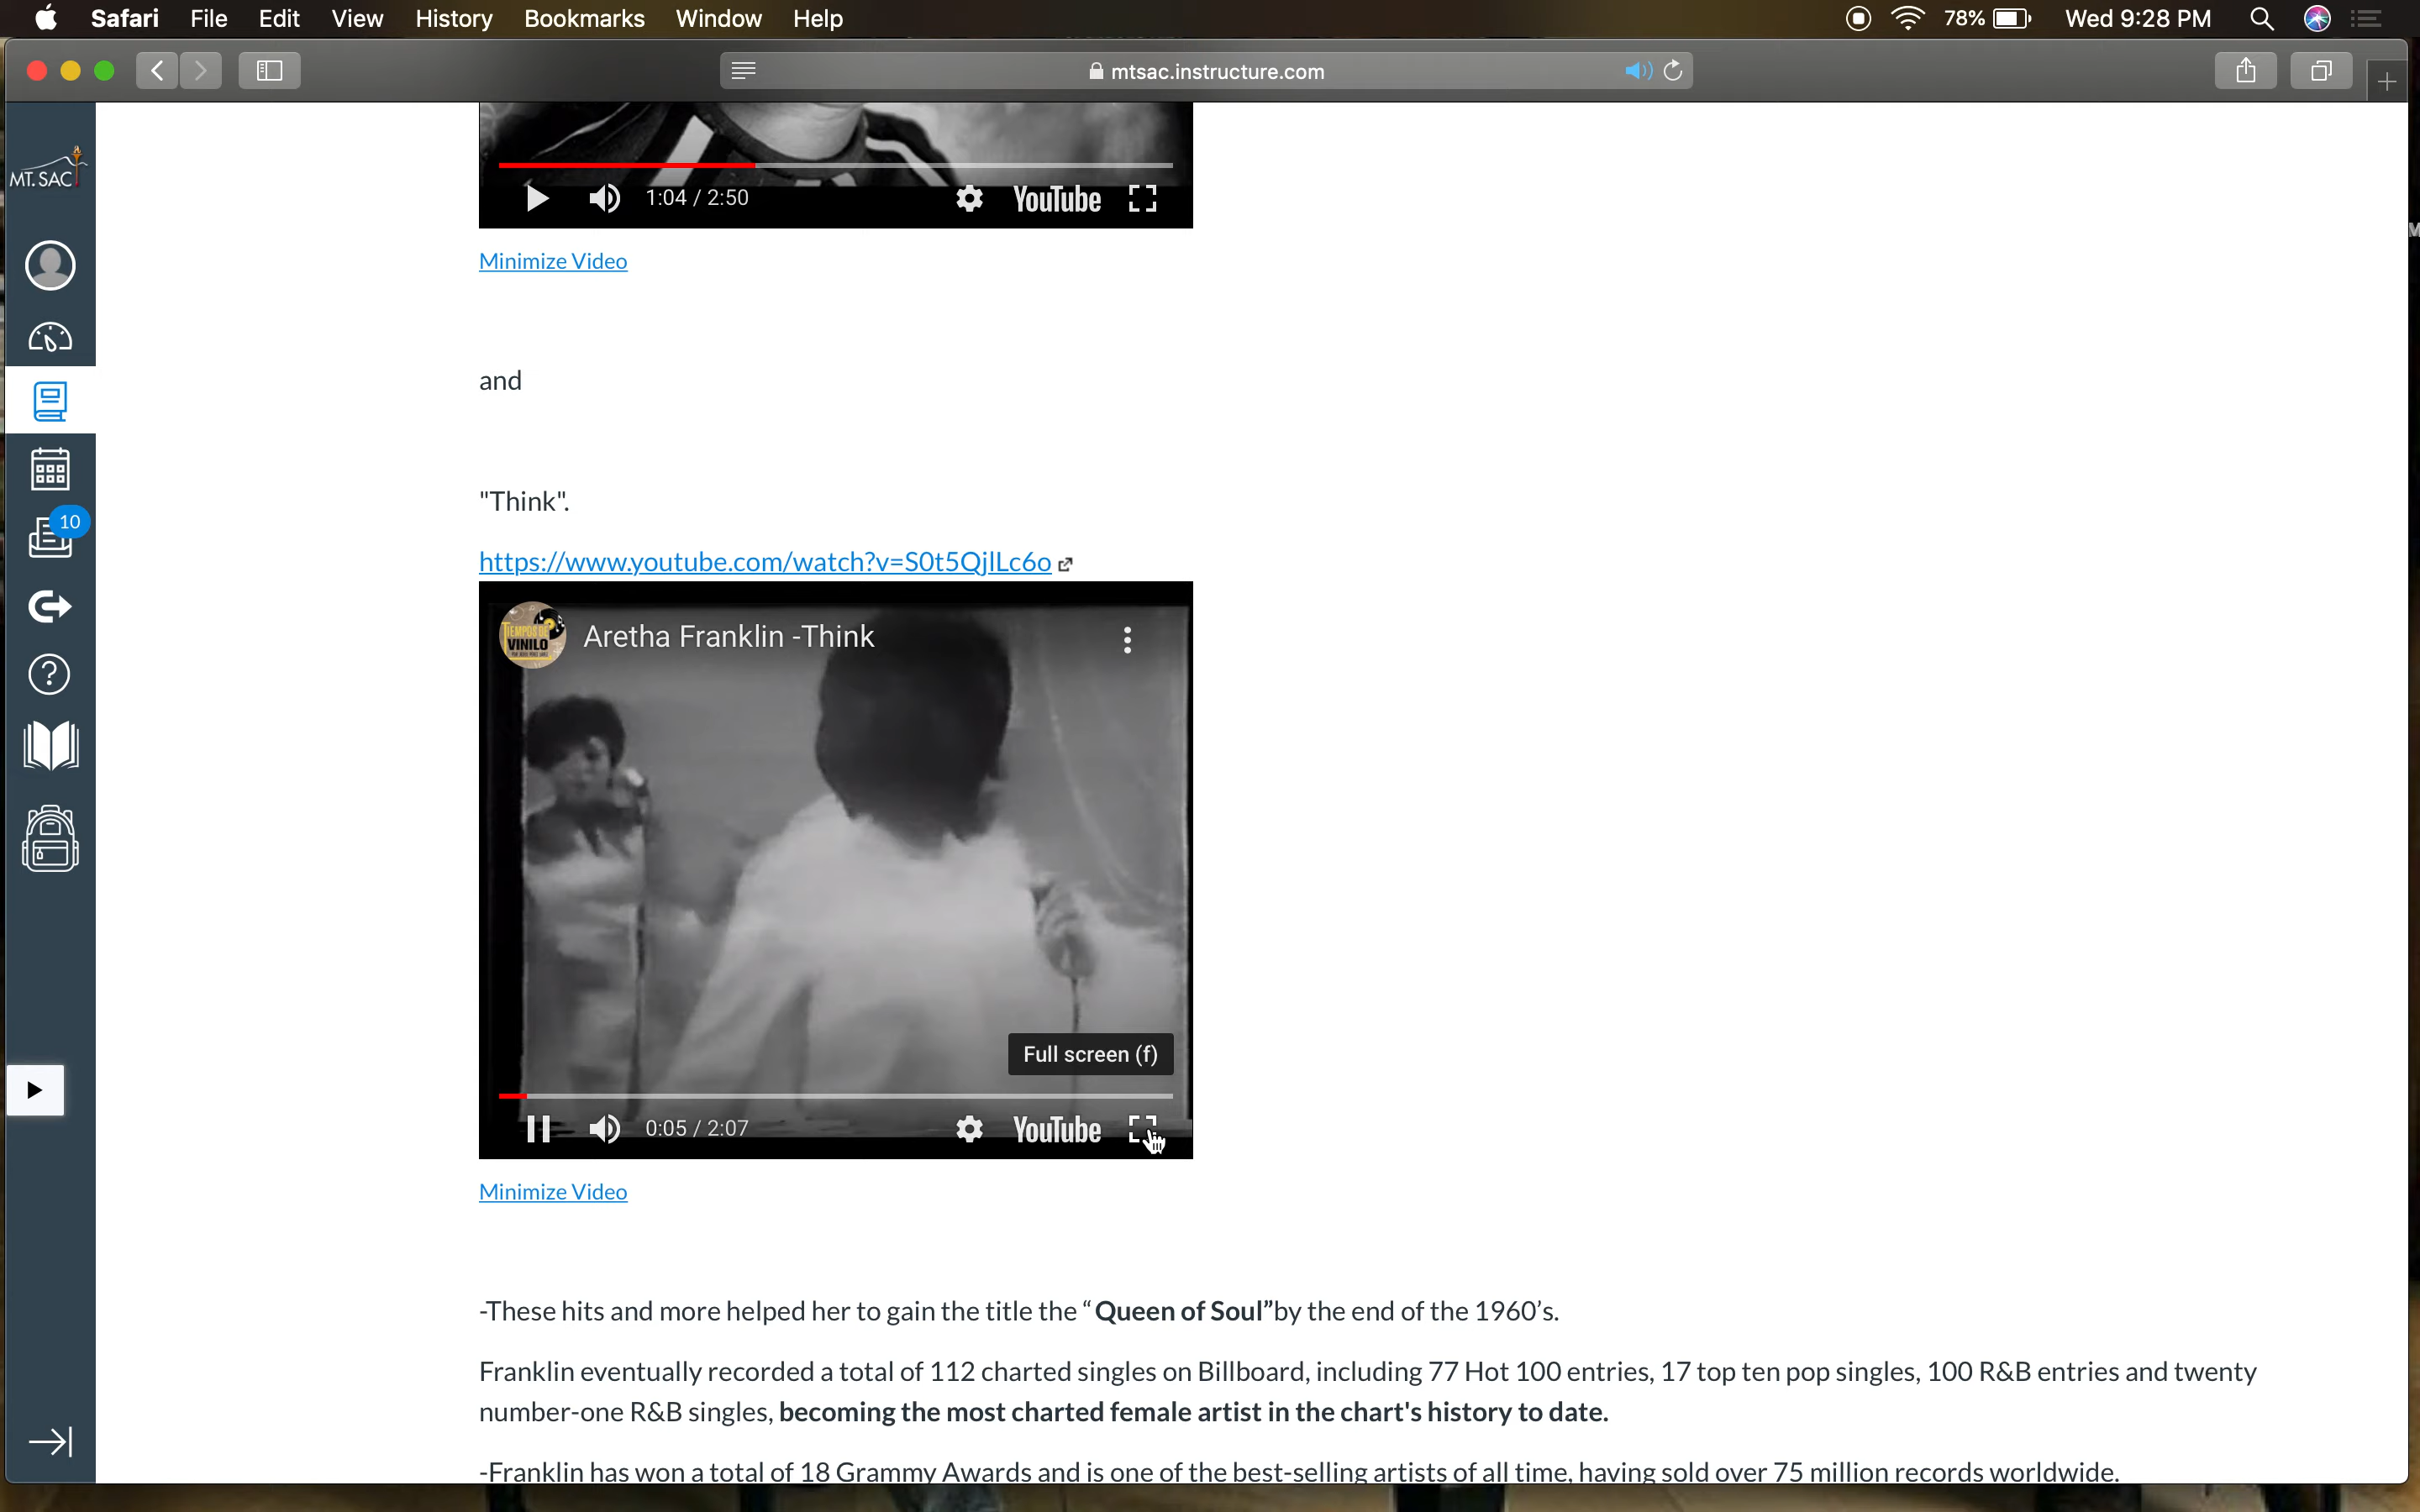 Safari File Edit View History Bookmarks Window Help 78% Wed 9:28 PM
mtsac.instructure.com
MT. SAC
1:04 / 2:50 YouTube
Minimize Video
and
10
"Think".
https://www.youtube.com/watch?v=S0t5QjlLc6o
TIEMPOS DE VINILO
Aretha Franklin -Think
Full screen (f)
0:05 / 2:07 YouTube
Minimize Video
-These hits and more helped her to gain the title the “Queen of Soul”by the end of the 1960’s.
Franklin eventually recorded a total of 112 charted singles on Billboard, including 77 Hot 100 entries, 17 top ten pop singles, 100 R&B entries and twenty
number-one R&B singles, becoming the most charted female artist in the chart's history to date.
-Franklin has won a total of 18 Grammy Awards and is one of the best-selling artists of all time, having sold over 75 million records worldwide.